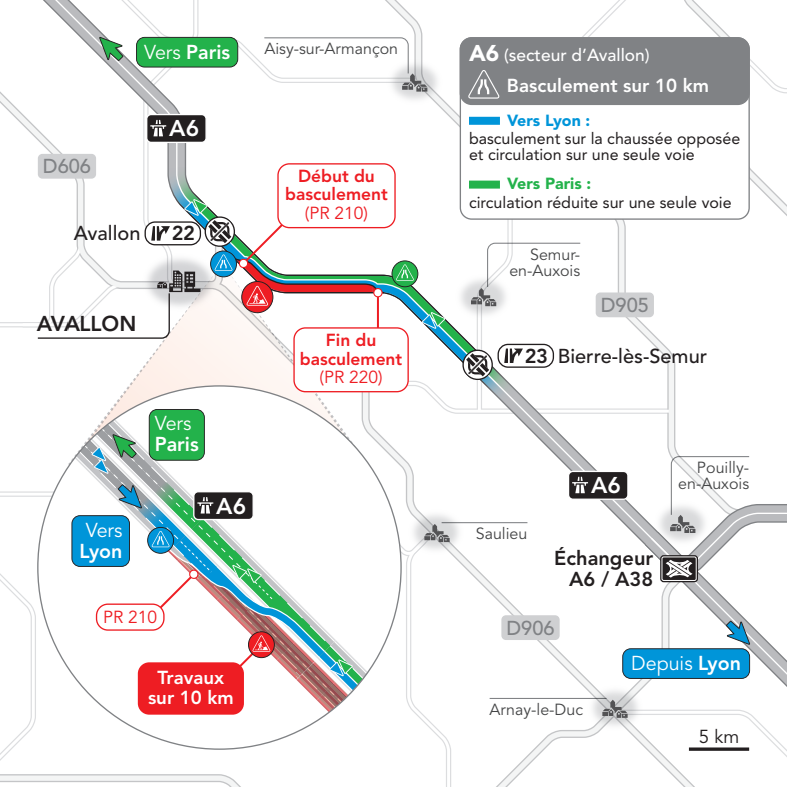 Vers Paris
Aisy-sur-Armançon
A6 (secteur d'Avallon)
Basculement sur 10 km
Vers Lyon :
basculement sur la chaussée opposée
et circulation sur une seule voie
Vers Paris :
circulation réduite sur une seule voie
A6
D606
Début du
basculement
(PR 210)
Avallon 22
Semur-
en-Auxois
AVALLON
D905
Fin du
basculement
(PR 220)
23 Bierre-lès-Semur
Vers
Paris
A6
A6
Pouilly-
en-Auxois
Vers
Lyon
Saulieu
Échangeur
A6 / A38
PR 210
D906
Travaux
sur 10 km
Depuis Lyon
Arnay-le-Duc
5 km